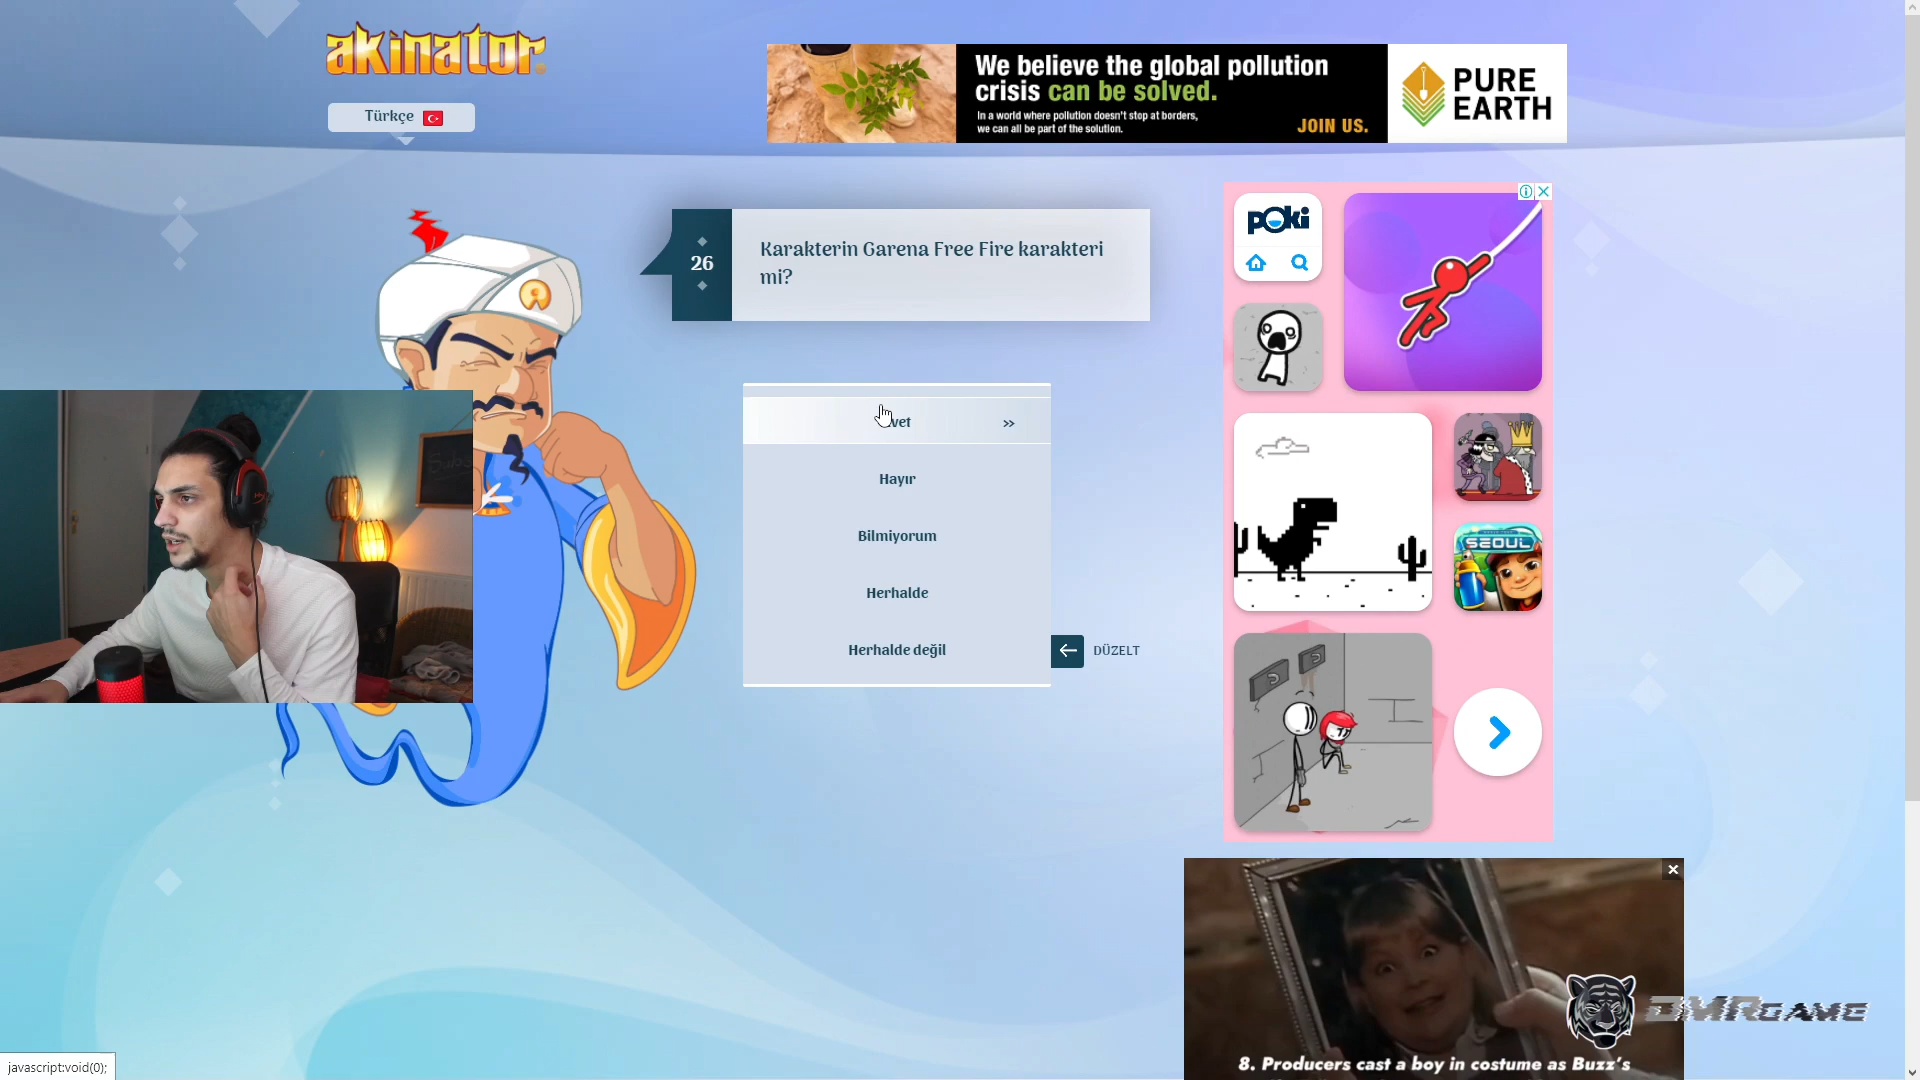 akinator
Türkçe
We believe the global pollution
crisis can be solved.
In a world where pollution doesn't stop at borders,
we can all be part of the solution.
JOIN US.
PURE
EARTH
26
Karakterin Garena Free Fire karakteri
mi?
vet
Hayır
Bilmiyorum
Herhalde
Herhalde değil
DÜZELT
POKI
SEOUL
8. Producers cast a boy in costume as Buzz's
DMRGAME
javascript:void(0);